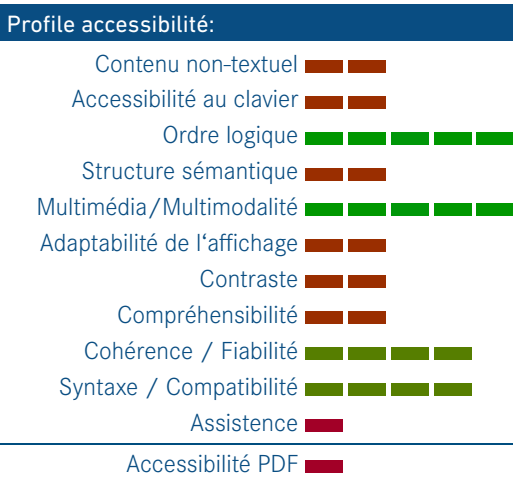 Profile accessibilité:
Contenu non-textuel
Accessibilité au clavier
Ordre logique
Structure sémantique
Multimédia/Multimodalité
Adaptabilité de l‘affichage
Contraste
Compréhensibilité
Cohérence / Fiabilité
Syntaxe / Compatibilité
Assistence
Accessibilité PDF